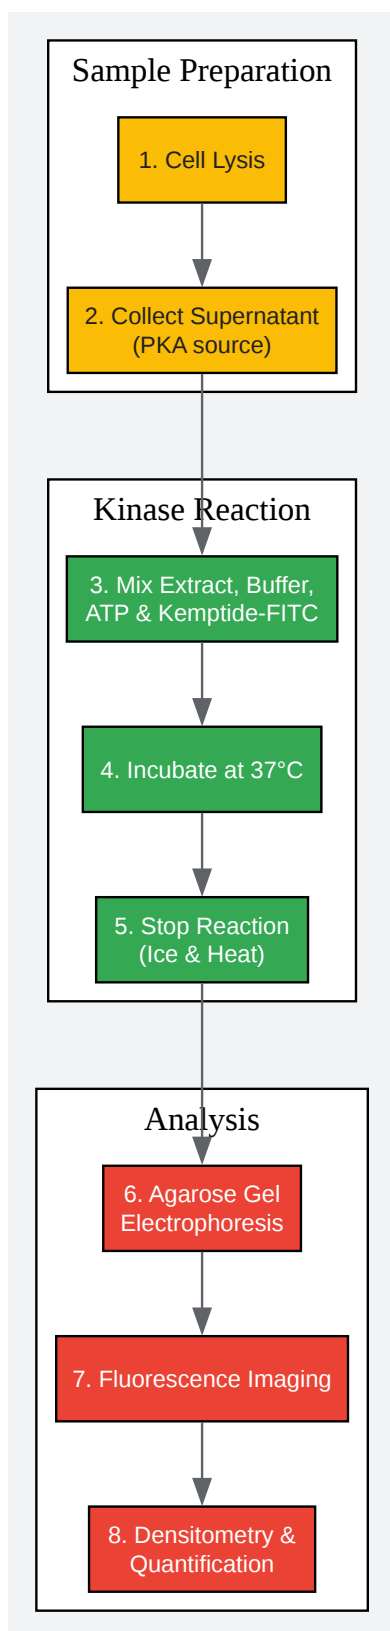 Sample Preparation
1. Cell Lysis
2. Collect Supernatant
(PKA source)
Kinase Reaction
3. Mix Extract, Buffer,
ATP & Kemptide-FITC
4. Incubate at 37°C
5. Stop Reaction
(Ice & Heat)
Analysis
6. Agarose Gel
Electrophoresis
7. Fluorescence Imaging
8. Densitometry &
Quantification